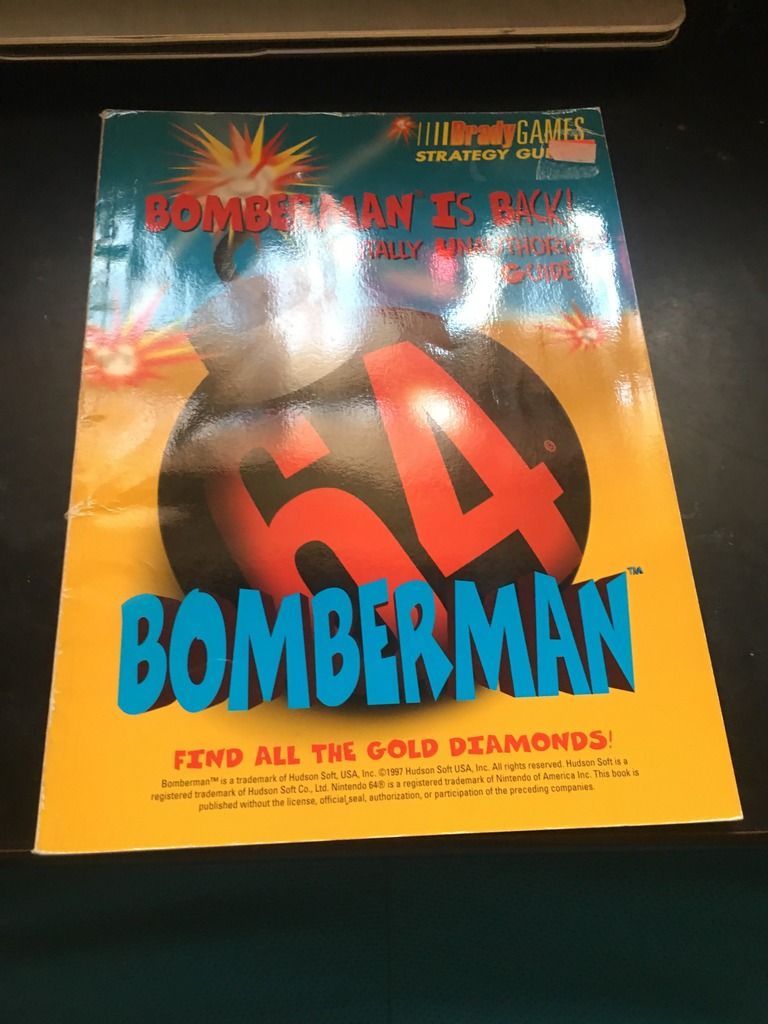 BradyGAMES
STRATEGY
BOMBERMAN™ IS BACK!
GUIDE
64®
BOMBERMAN™
FIND ALL THE GOLD DIAMONDS!
Bomberman™ is a trademark of Hudson Soft, USA, Inc. ©1997 Hudson Soft USA, Inc. All rights reserved. Hudson Soft is a
registered trademark of Hudson Soft Co., Ltd. Nintendo 64® is a registered trademark of Nintendo of America Inc. This book is
published without the license, official seal, authorization, or participation of the preceding companies.